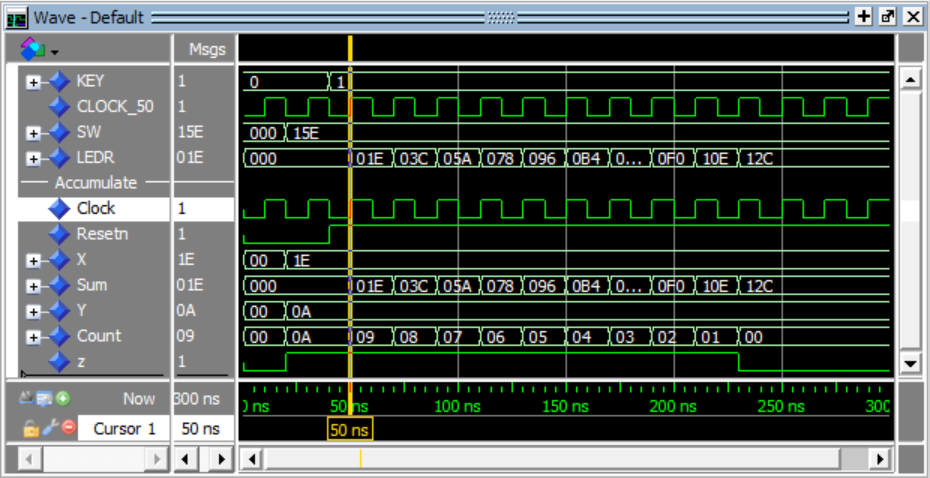 Wave - Default
Msgs
KEY 1 0 1
CLOCK_50 1
SW 15E 000 15E
LEDR 01E 000 01E 03C 05A 078 096 0B4 0... 0F0 10E 12C
Accumulate
Clock 1
Resetn 1
X 1E 00 1E
Sum 01E 000 01E 03C 05A 078 096 0B4 0... 0F0 10E 12C
Y 0A 00 0A
Count 09 00 0A 09 08 07 06 05 04 03 02 01 00
z 1
Now 300 ns 0 ns 50 ns 100 ns 150 ns 200 ns 250 ns 300
Cursor 1 50 ns 50 ns